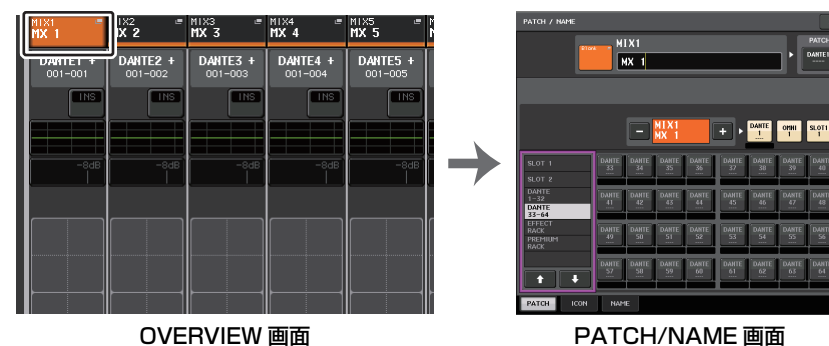 MIX1 MIX2 MIX3 MIX4 MIX5
MX 1 MX 2 MX 3 MX 4 MX 5
DANTE1 + DANTE2 + DANTE3 + DANTE4 + DANTE5 +
001-001 001-002 001-003 001-004 001-005
INS INS INS INS INS
-8dB -8dB -8dB -8dB -8dB
OVERVIEW 画面
PATCH / NAME
Blank MIX1 PATCH
MX 1 DANTE1
− MIX1 + DANTE OMNI SLOT1
MX 1 1 1 1
SLOT 1
SLOT 2
DANTE
1-32
DANTE
33-64
EFFECT
RACK
PREMIUM
RACK
DANTE DANTE DANTE DANTE DANTE DANTE DANTE DANTE
33 34 35 36 37 38 39 40
DANTE DANTE DANTE DANTE DANTE DANTE DANTE DANTE
41 42 43 44 45 46 47 48
DANTE DANTE DANTE DANTE DANTE DANTE DANTE DANTE
49 50 51 52 53 54 55 56
DANTE DANTE DANTE DANTE DANTE DANTE DANTE DANTE
57 58 59 60 61 62 63 64
PATCH ICON NAME
PATCH/NAME 画面